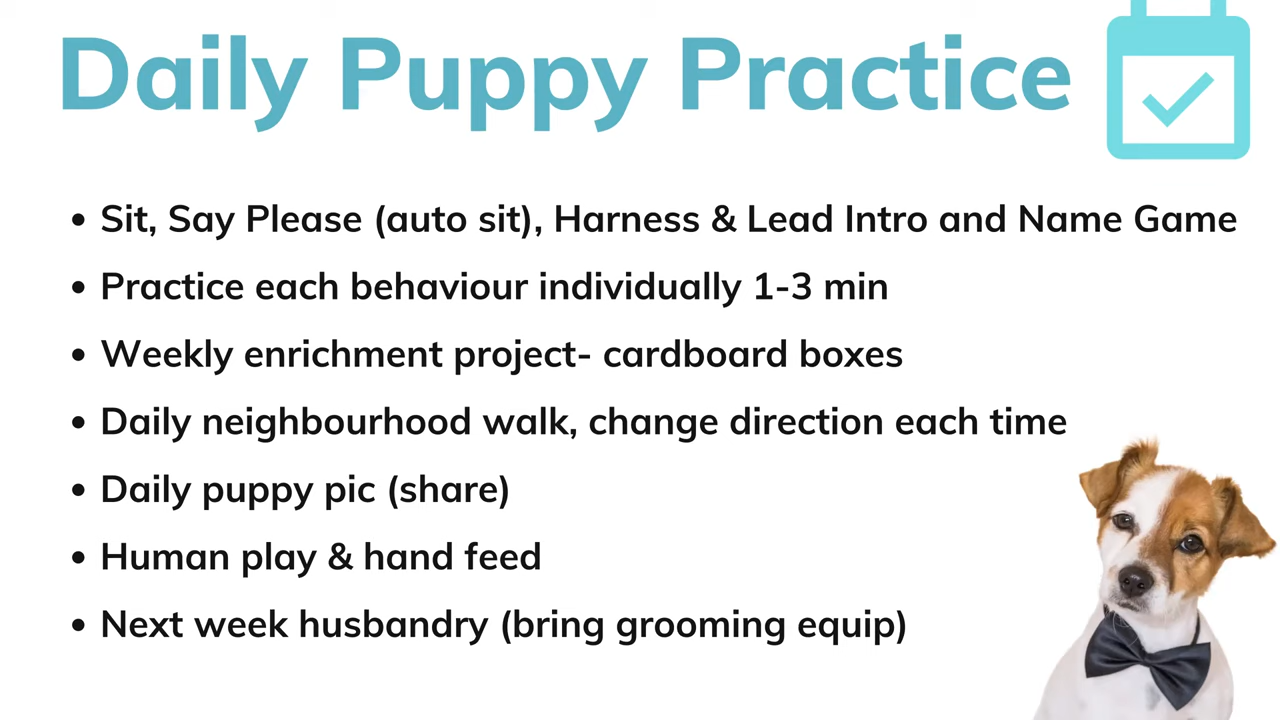 Daily Puppy Practice
• Sit, Say Please (auto sit), Harness & Lead Intro and Name Game
• Practice each behaviour individually 1-3 min
• Weekly enrichment project- cardboard boxes
• Daily neighbourhood walk, change direction each time
• Daily puppy pic (share)
• Human play & hand feed
• Next week husbandry (bring grooming equip)